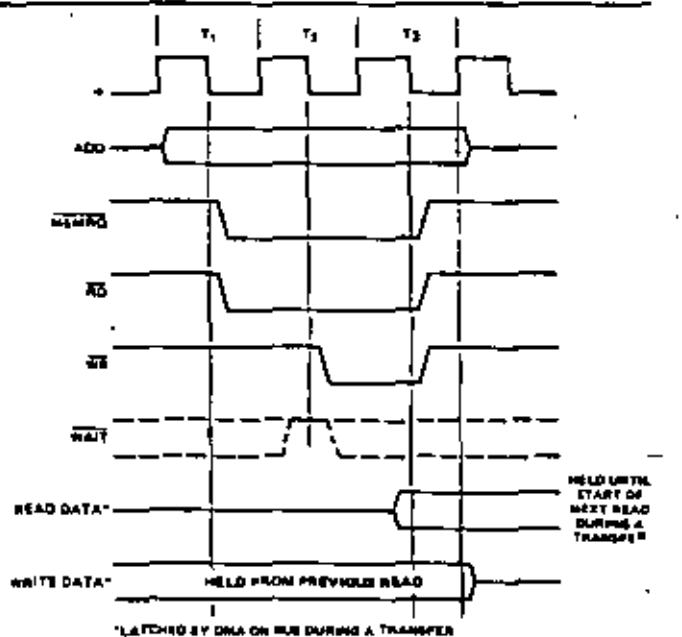 T1 T2 T3
Φ
ADD
MEMRQ
RD
WR
WAIT
READ DATA*
HELD UNTIL
START OF
NEXT READ
DURING A
TRANSFER
WRITE DATA*
HELD FROM PREVIOUS READ
*LATCHED BY DMA ON BUS DURING A TRANSFER